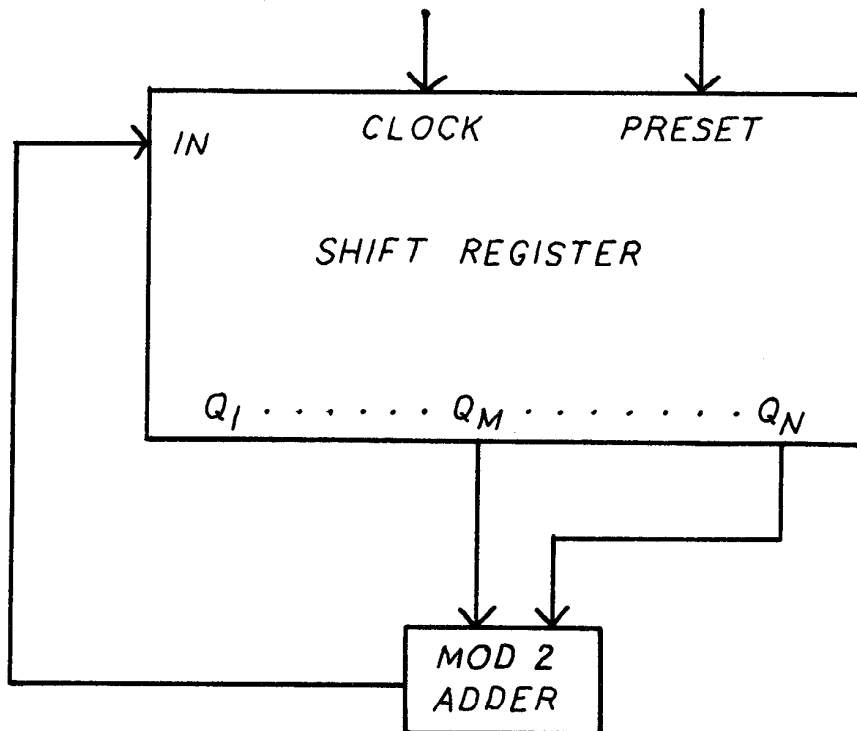 CLOCK PRESET
IN
SHIFT REGISTER
Q1 . . . . . . QM . . . . . . . . QN
MOD 2
ADDER